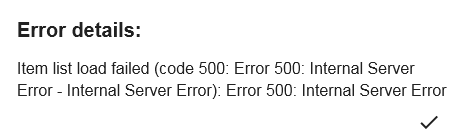 Error details:
Item list load failed (code 500: Error 500: Internal Server
Error - Internal Server Error): Error 500: Internal Server Error